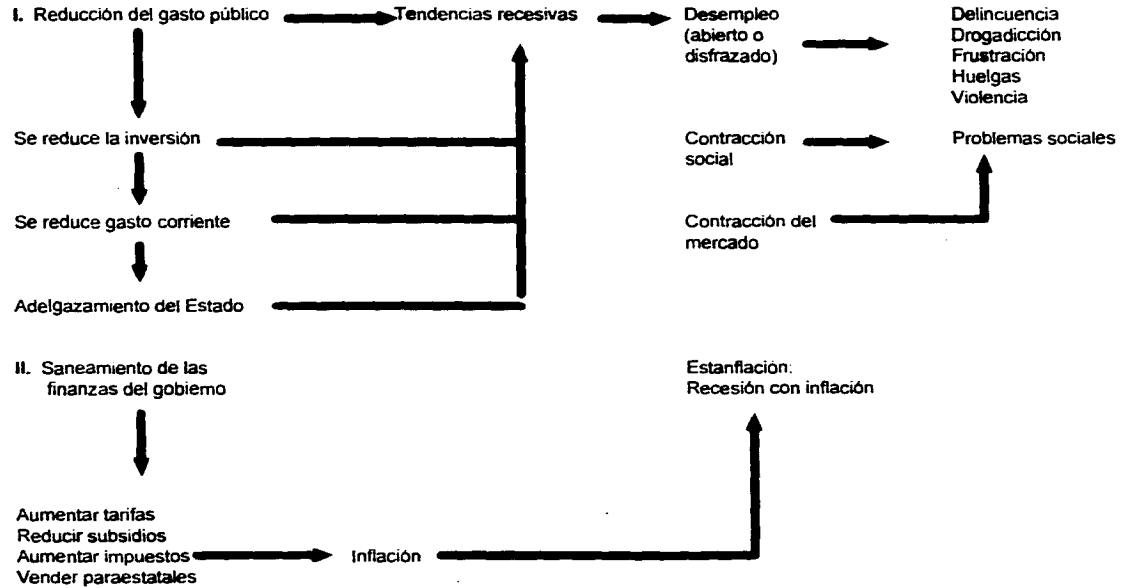 I. Reducción del gasto público
Tendencias recesivas
Desempleo
(abierto o
disfrazado)
Delincuencia
Drogadicción
Frustración
Huelgas
Violencia
Se reduce la inversión
Contracción
social
Problemas sociales
Se reduce gasto corriente
Contracción del
mercado
Adelgazamiento del Estado
II. Saneamiento de las
finanzas del gobierno
Estanflación:
Recesión con inflación
Aumentar tarifas
Reducir subsidios
Aumentar impuestos
Vender paraestatales
Inflación